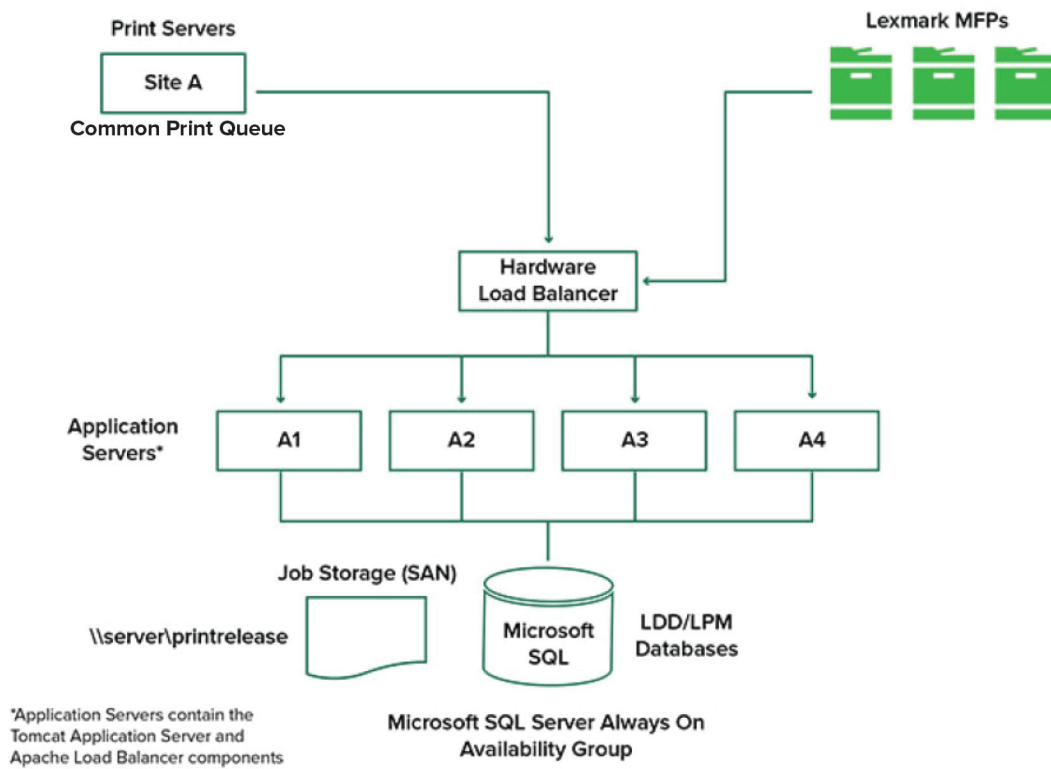 Print Servers
Site A
Common Print Queue
Lexmark MFPs
Hardware
Load Balancer
Application
Servers*
A1
A2
A3
A4
Job Storage (SAN)
\\server\printrelease
Microsoft
SQL
LDD/LPM
Databases
Microsoft SQL Server Always On
Availability Group
*Application Servers contain the
Tomcat Application Server and
Apache Load Balancer components